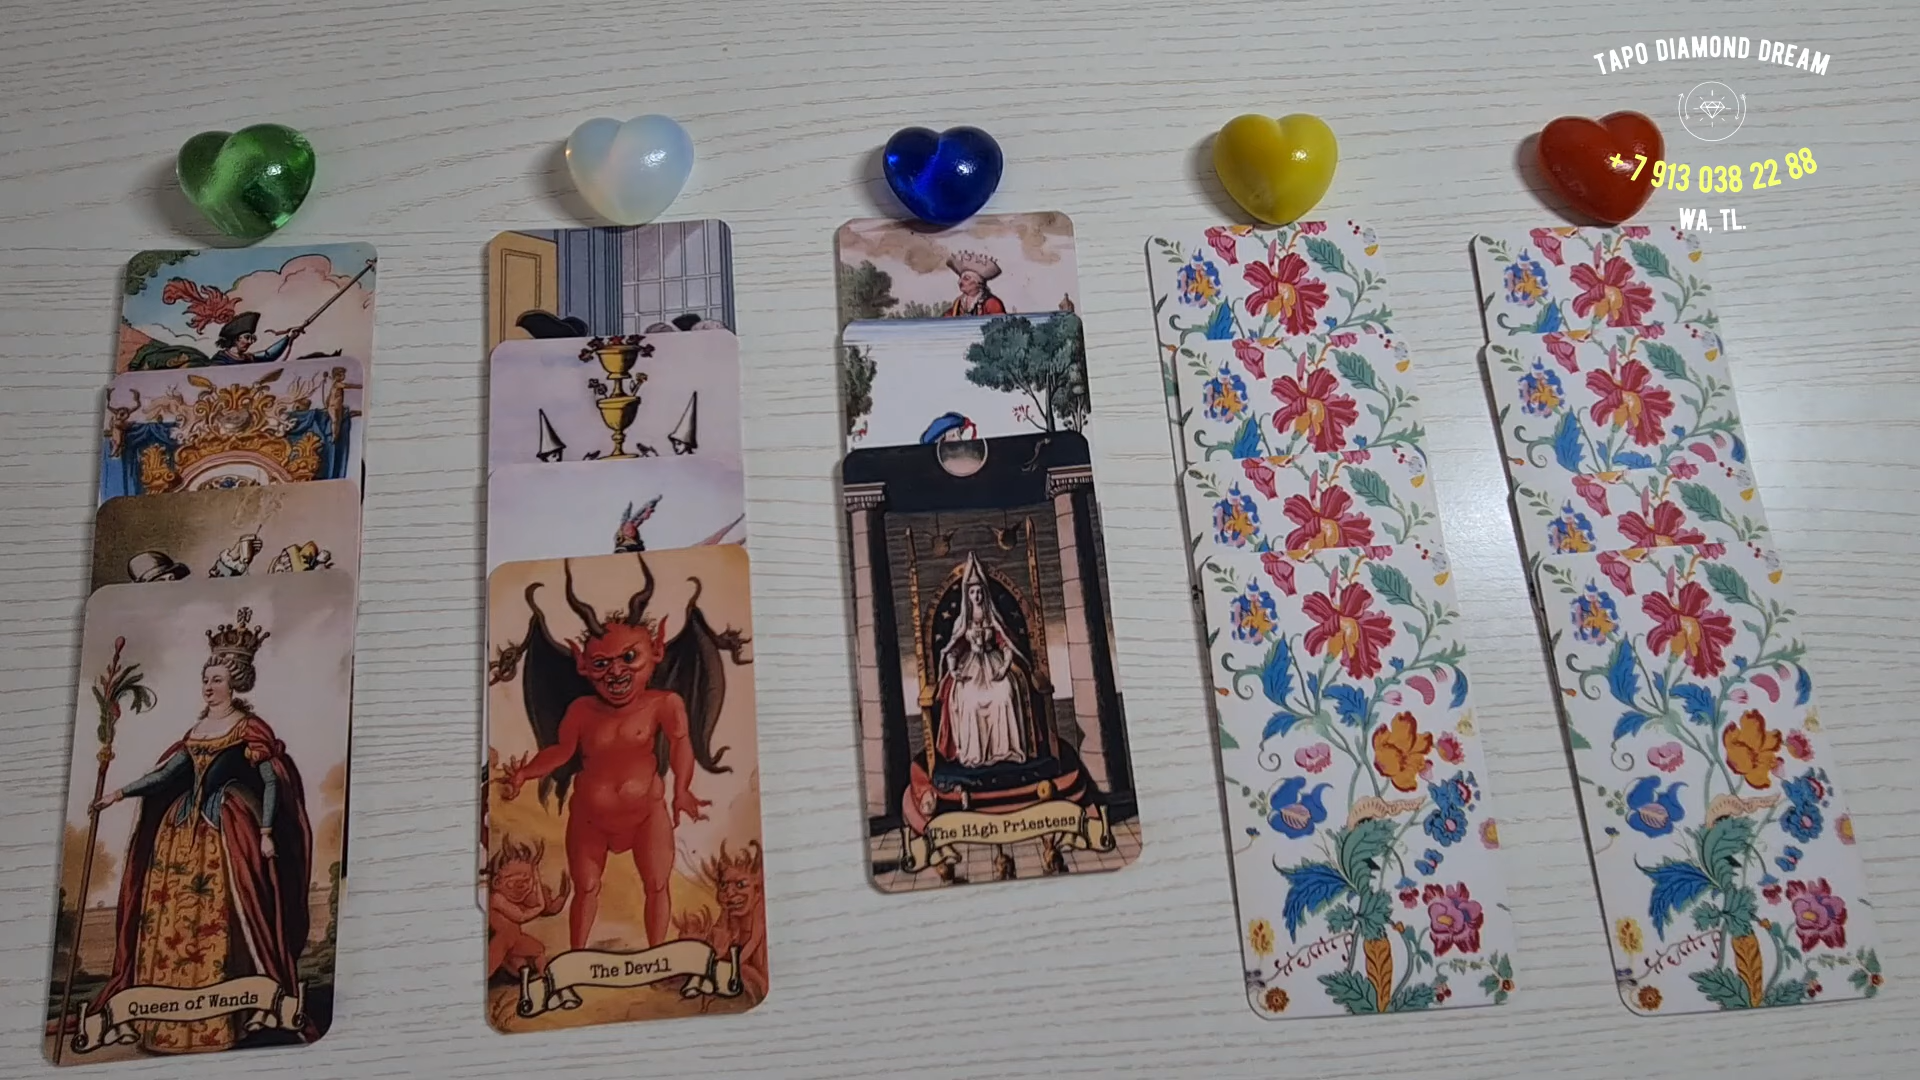 TAPO DIAMOND DREAM
+ 7 913 038 22 88
WA, TL.
The High Priestess
The Devil
Queen of Wands